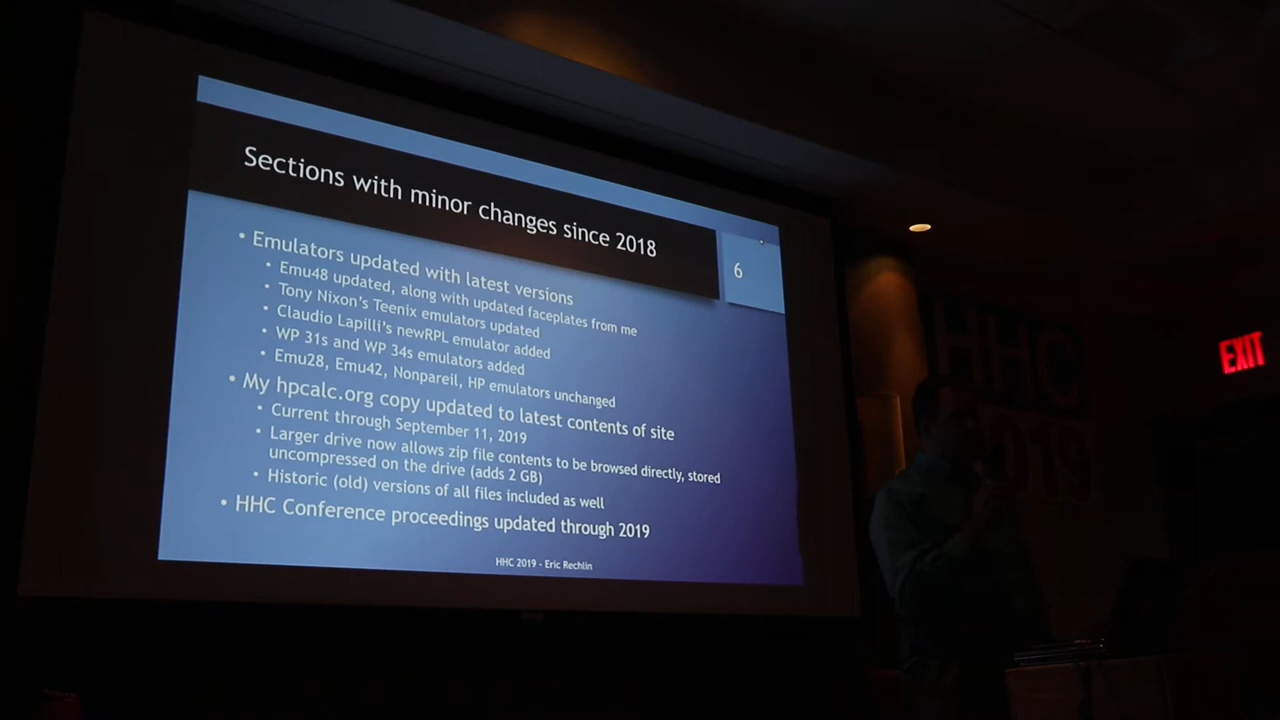 Sections with minor changes since 2018
6
• Emulators updated with latest versions
• Emu48 updated, along with updated faceplates from me
• Tony Nixon's Teenix emulators updated
• Claudio Lapilli's newRPL emulator added
• WP 31s and WP 34s emulators added
• Emu28, Emu42, Nonpareil, HP emulators unchanged
• My hpcalc.org copy updated to latest contents of site
• Current through September 11, 2019
• Larger drive now allows zip file contents to be browsed directly, stored
uncompressed on the drive (adds 2 GB)
• Historic (old) versions of all files included as well
• HHC Conference proceedings updated through 2019
HHC 2019 - Eric Rechlin
HHC
2019
EXIT